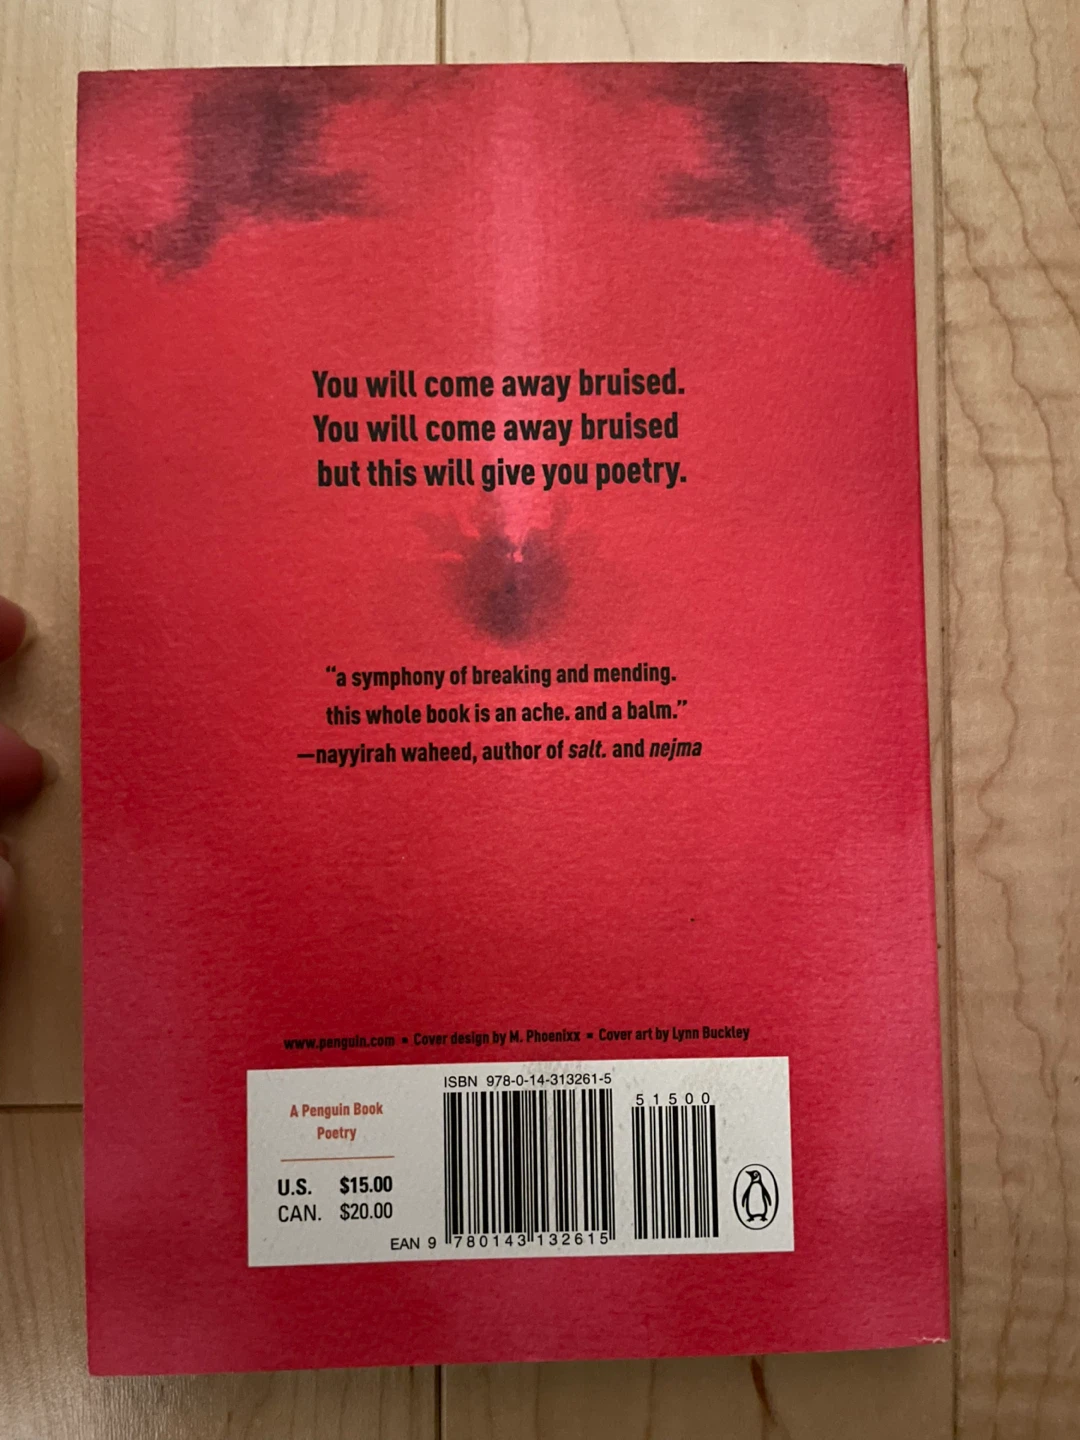 You will come away bruised.
You will come away bruised
but this will give you poetry.
“a symphony of breaking and mending.
this whole book is an ache. and a balm.”
—nayyirah waheed, author of salt. and nejma
www.penguin.com ▪ Cover design by M. Phoenixx ▪ Cover art by Lynn Buckley
A Penguin Book
Poetry
U.S. $15.00
CAN. $20.00
ISBN 978-0-14-313261-5
51500
EAN 9 780143 132615